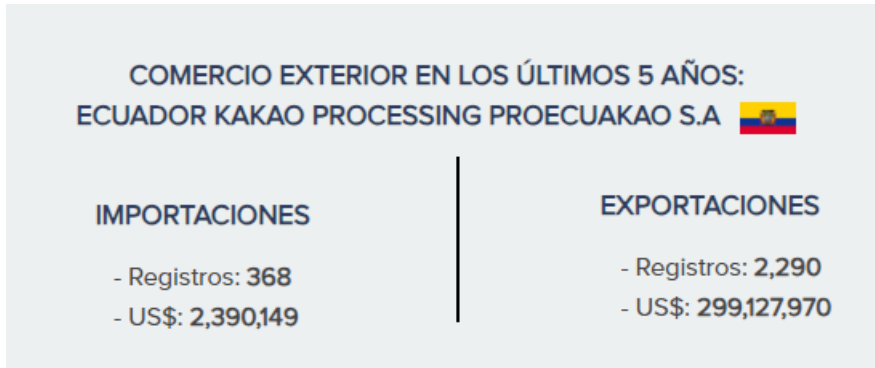 COMERCIO EXTERIOR EN LOS ÚLTIMOS 5 AÑOS:
ECUADOR KAKAO PROCESSING PROECUAKAO S.A
IMPORTACIONES
- Registros: 368
- US$: 2,390,149
EXPORTACIONES
- Registros: 2,290
- US$: 299,127,970